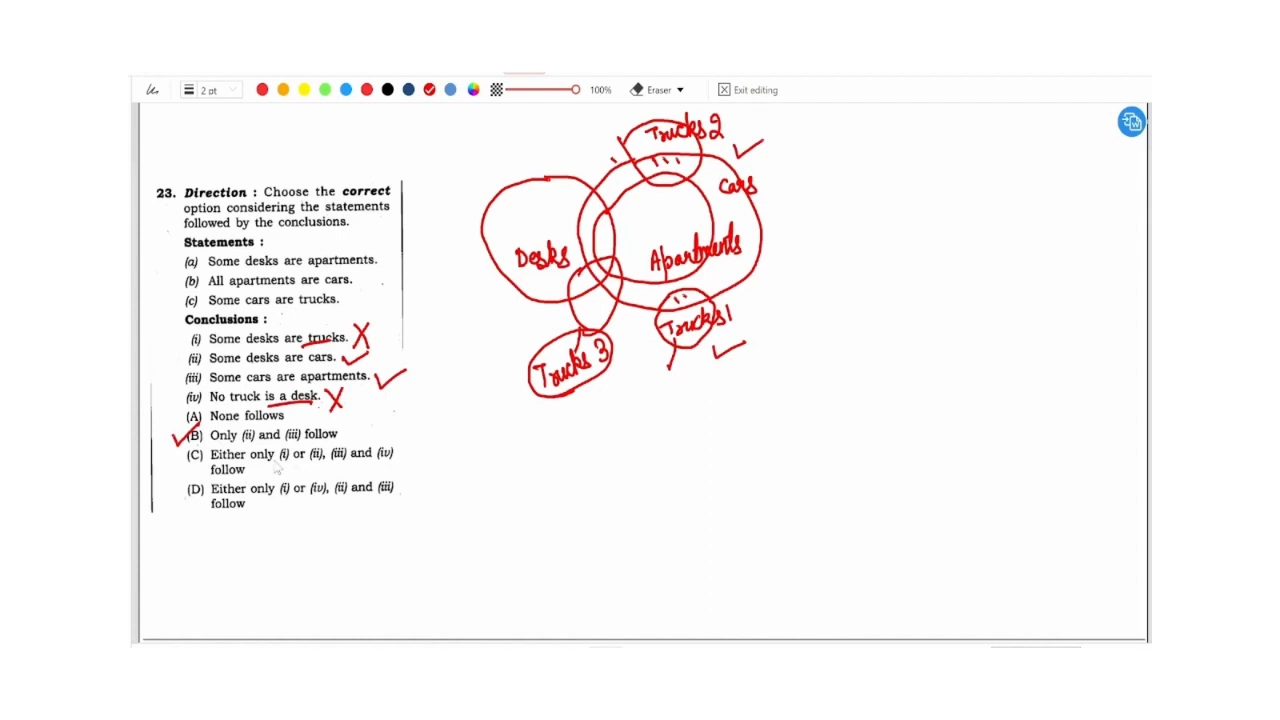 2 pt
100%
Eraser
Exit editing
23. Direction : Choose the correct
option considering the statements
followed by the conclusions.
Statements :
(a) Some desks are apartments.
(b) All apartments are cars.
(c) Some cars are trucks.
Conclusions :
(i) Some desks are trucks.
(ii) Some desks are cars.
(iii) Some cars are apartments.
(iv) No truck is a desk.
(A) None follows
(B) Only (ii) and (iii) follow
(C) Either only (i) or (ii), (iii) and (iv)
follow
(D) Either only (i) or (iv), (ii) and (iii)
follow
Trucks 2
Cars
Desks
Apartments
Trucks 1
Trucks 3